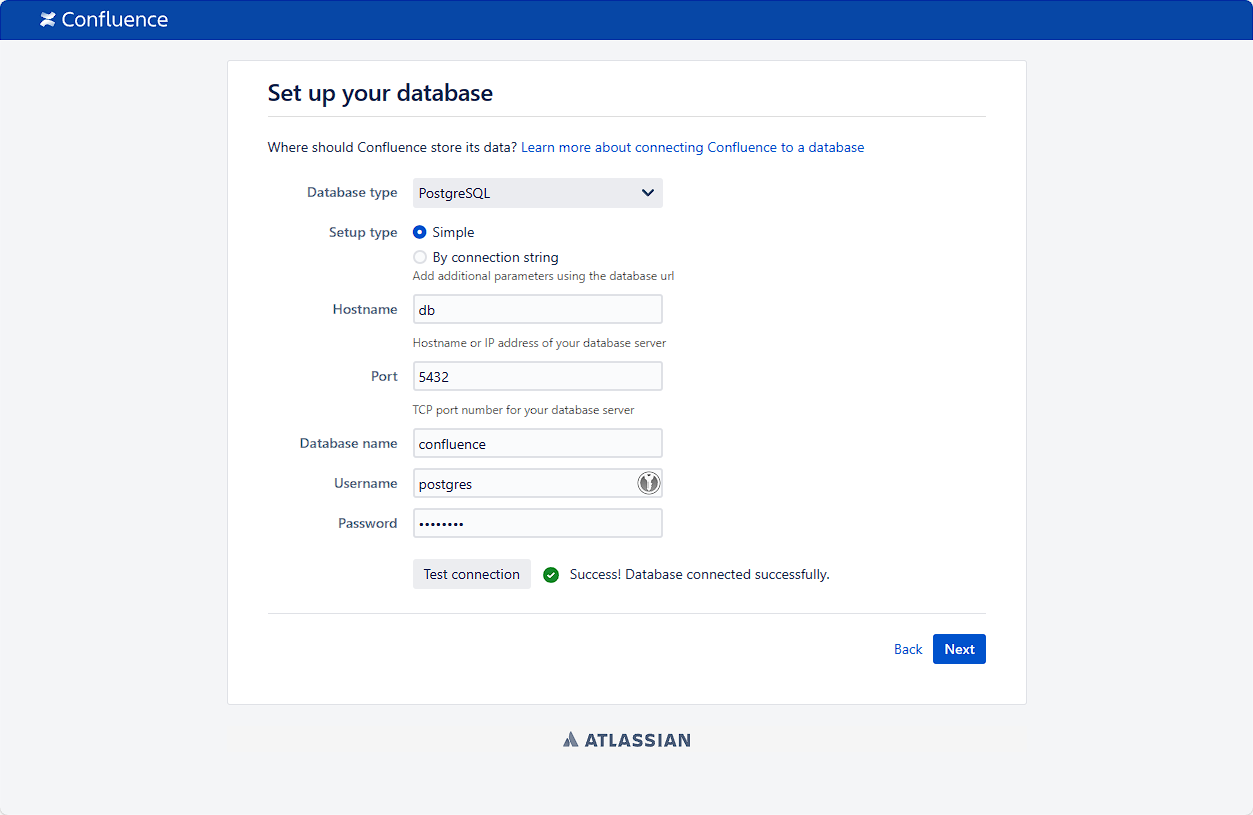 Confluence
Set up your database
Where should Confluence store its data? Learn more about connecting Confluence to a database
Database type PostgreSQL
Setup type Simple
By connection string
Add additional parameters using the database url
Hostname db
Hostname or IP address of your database server
Port 5432
TCP port number for your database server
Database name confluence
Username postgres
Password ••••••••
Test connection Success! Database connected successfully.
Back Next
ATLASSIAN